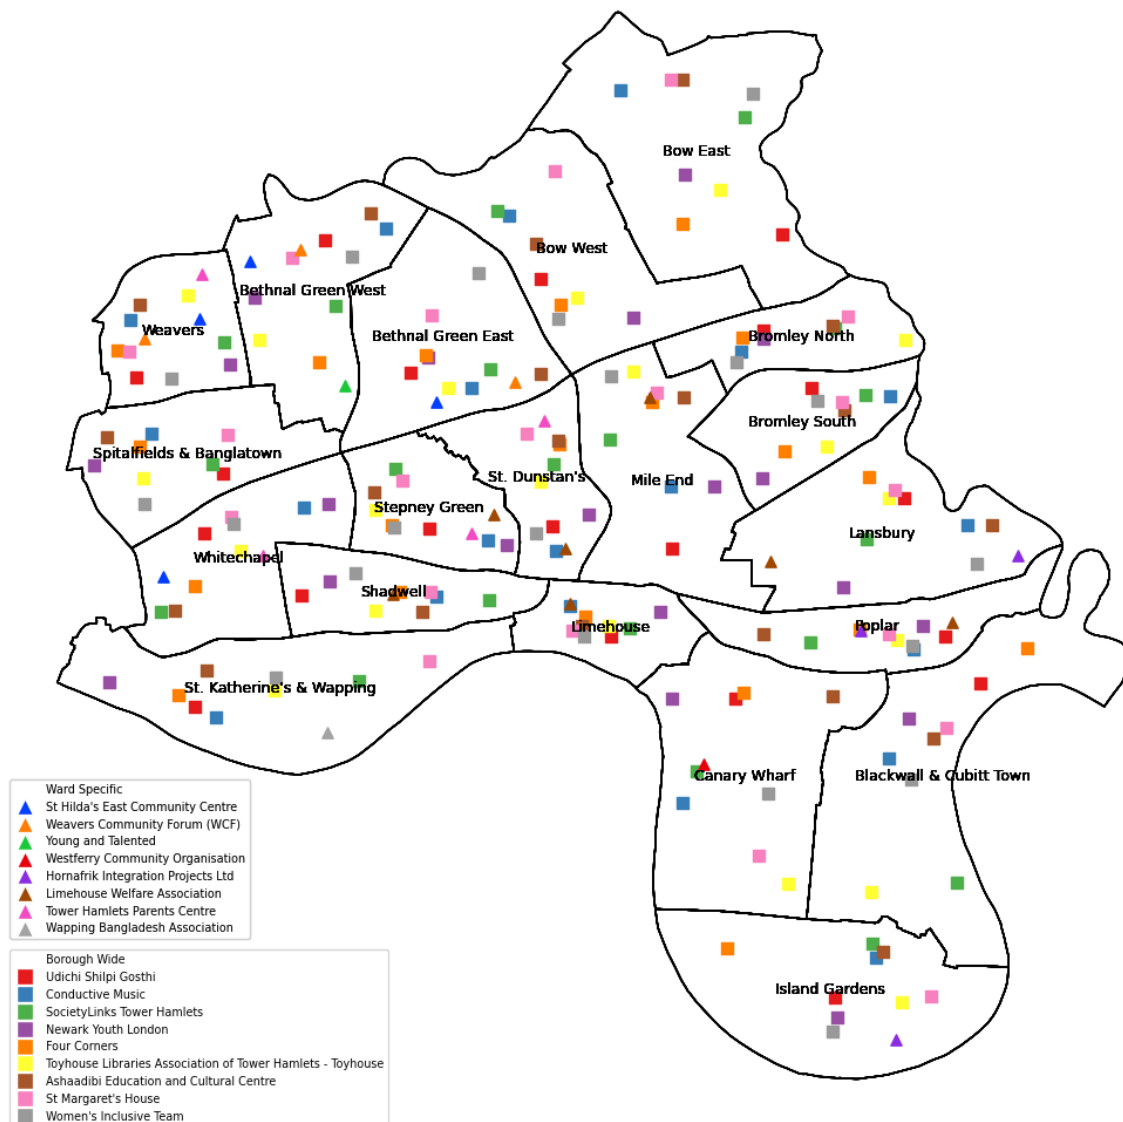 Bow East
Bow West
Bethnal Green West
Weavers
Bethnal Green East
Bromley North
Bromley South
Spitalfields & Banglatown
St. Dunstan's
Mile End
Stepney Green
Lansbury
Whitechapel
Shadwell
Limehouse
Poplar
St. Katherine's & Wapping
Canary Wharf
Blackwall & Cubitt Town
Island Gardens
Ward Specific
St Hilda's East Community Centre
Weavers Community Forum (WCF)
Young and Talented
Westferry Community Organisation
Hornafrik Integration Projects Ltd
Limehouse Welfare Association
Tower Hamlets Parents Centre
Wapping Bangladesh Association
Borough Wide
Udichi Shilpi Gosthi
Conductive Music
SocietyLinks Tower Hamlets
Newark Youth London
Four Corners
Toyhouse Libraries Association of Tower Hamlets - Toyhouse
Ashaadibi Education and Cultural Centre
St Margaret's House
Women's Inclusive Team